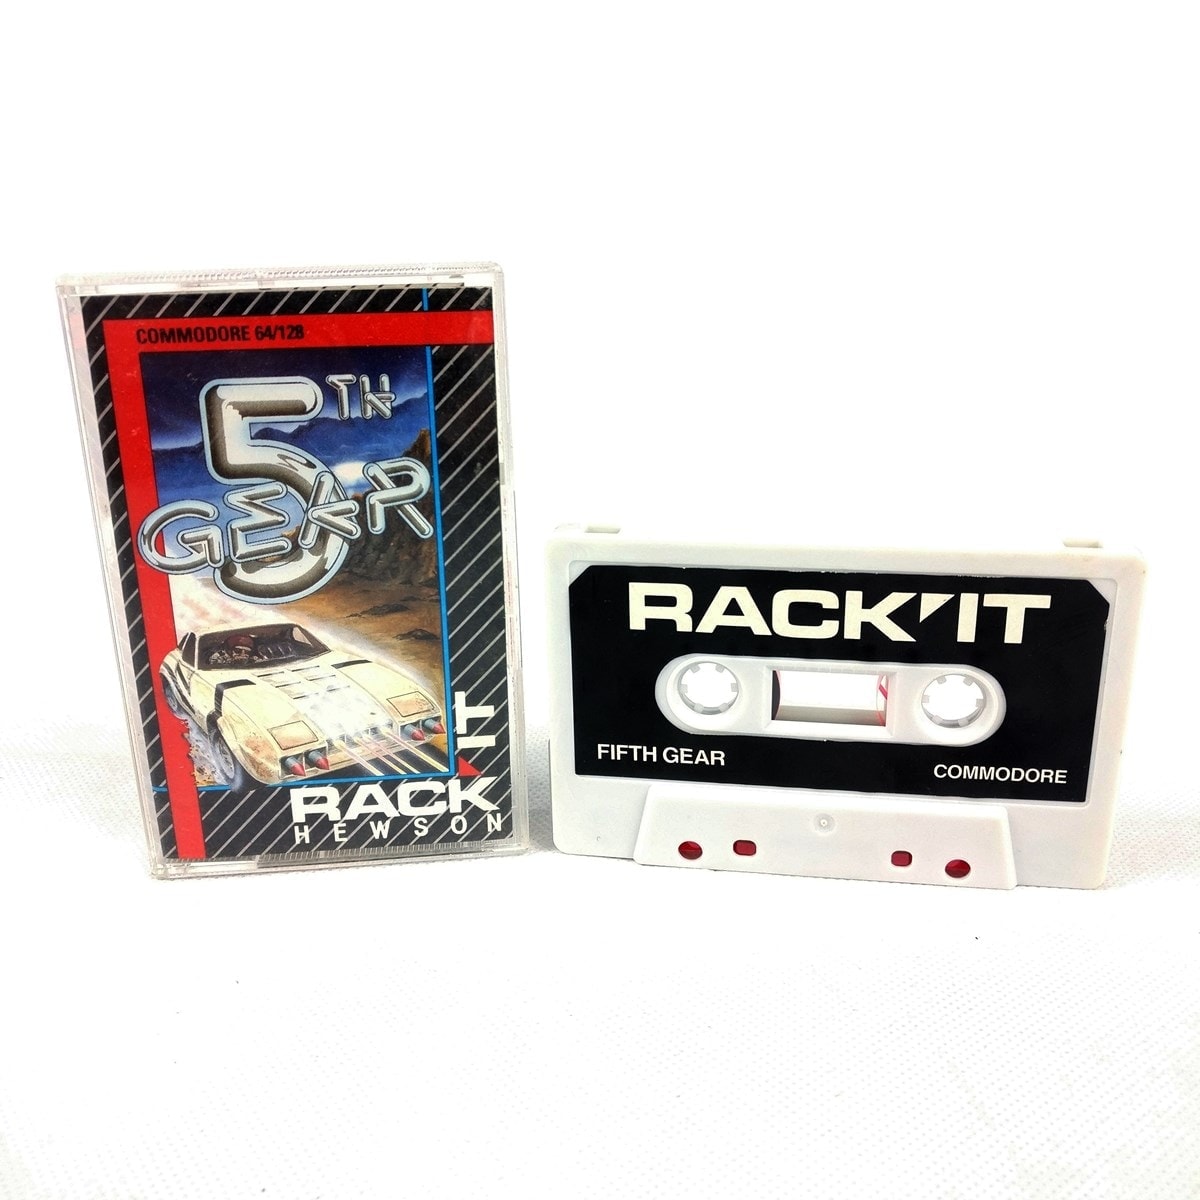 COMMODORE 64/128
5TH
GEAR
RACK
IT
HEWSON
RACK'IT
FIFTH GEAR
COMMODORE